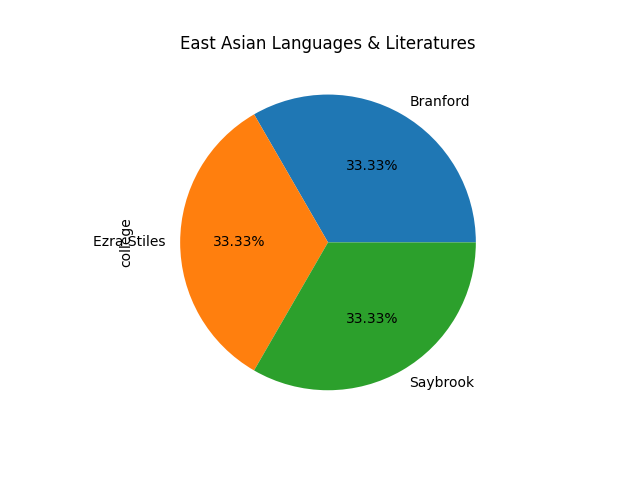 East Asian Languages & Literatures
Branford
33.33%
Ezra Stiles
33.33%
college
33.33%
Saybrook